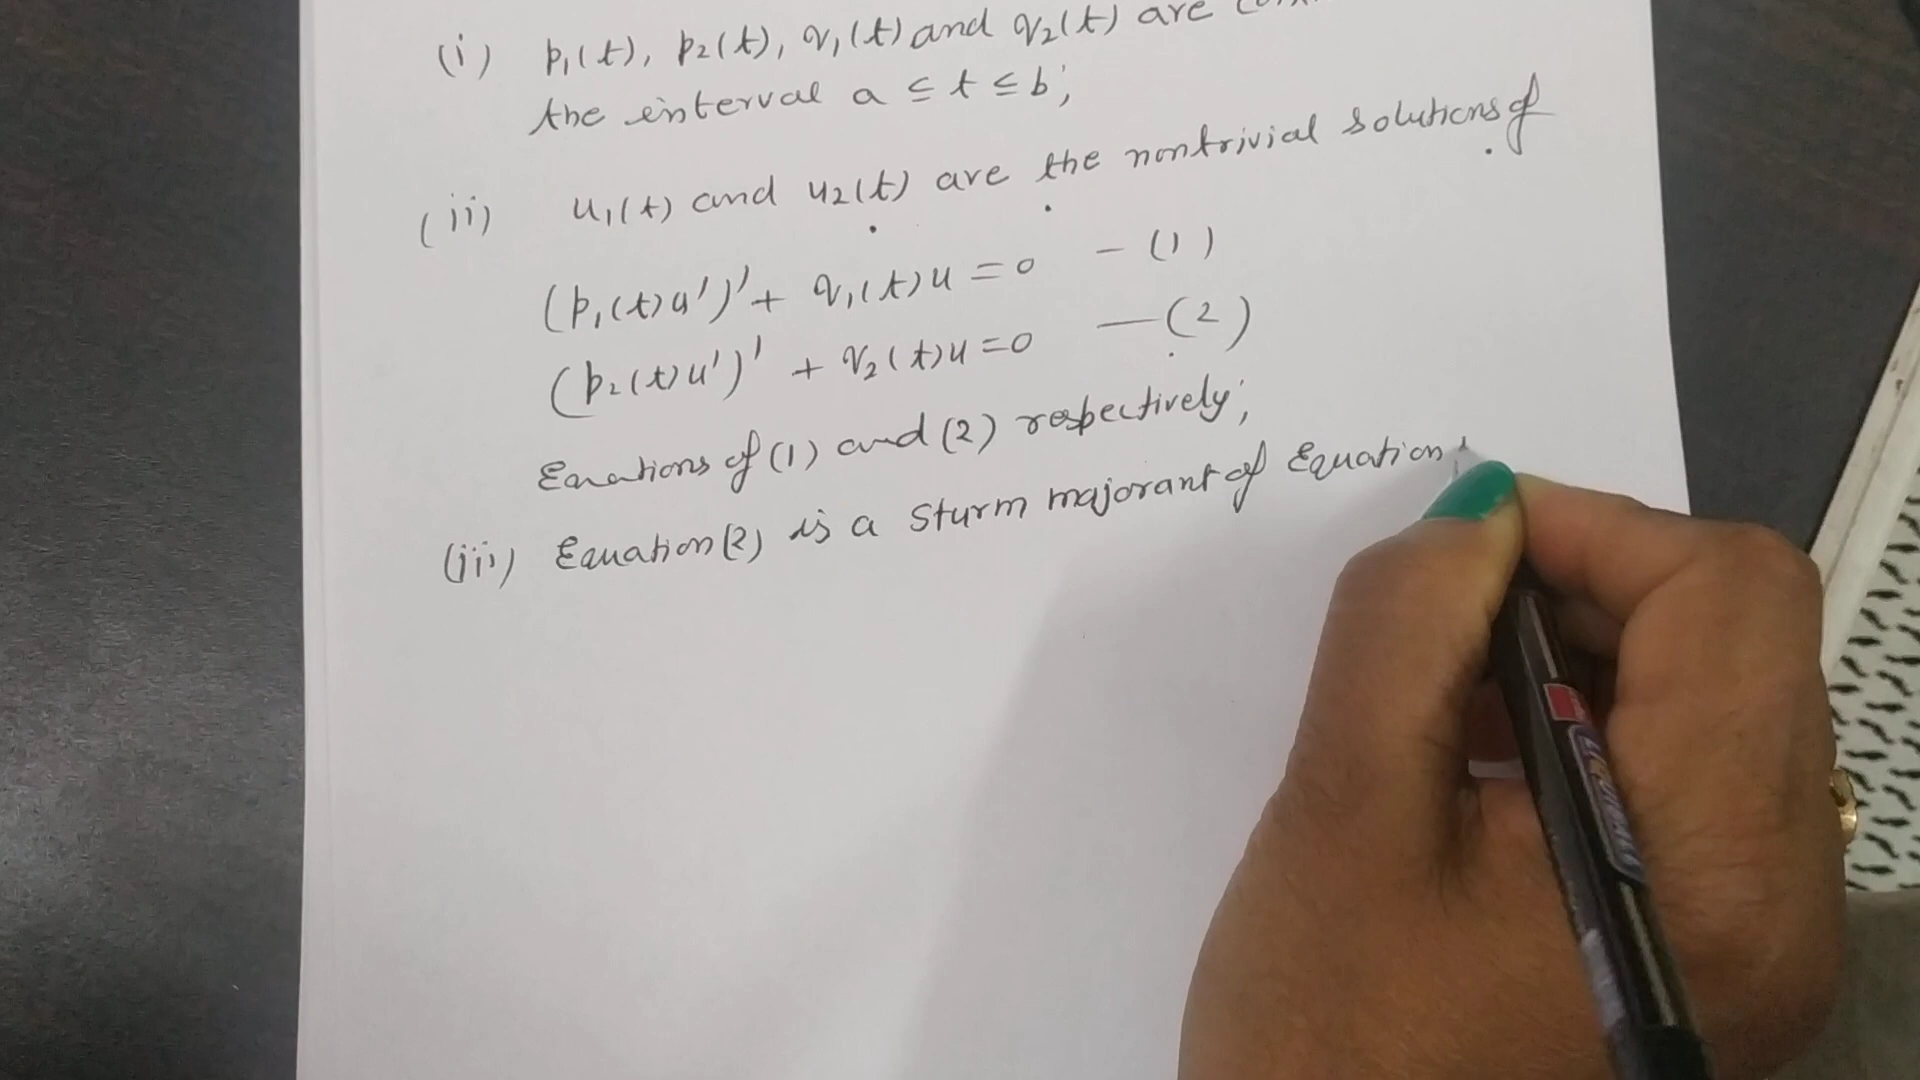 (i) p₁(t), p₂(t), q₁(t) and q₂(t) are
the interval a ≤ t ≤ b;
(ii) u₁(t) and u₂(t) are the nontrivial solutions of
(p₁(t)u')' + q₁(t)u = 0 — (1)
(p₂(t)u')' + q₂(t)u = 0 — (2)
Equations of (1) and (2) respectively;
(iii) Equation (2) is a Sturm majorant of Equation